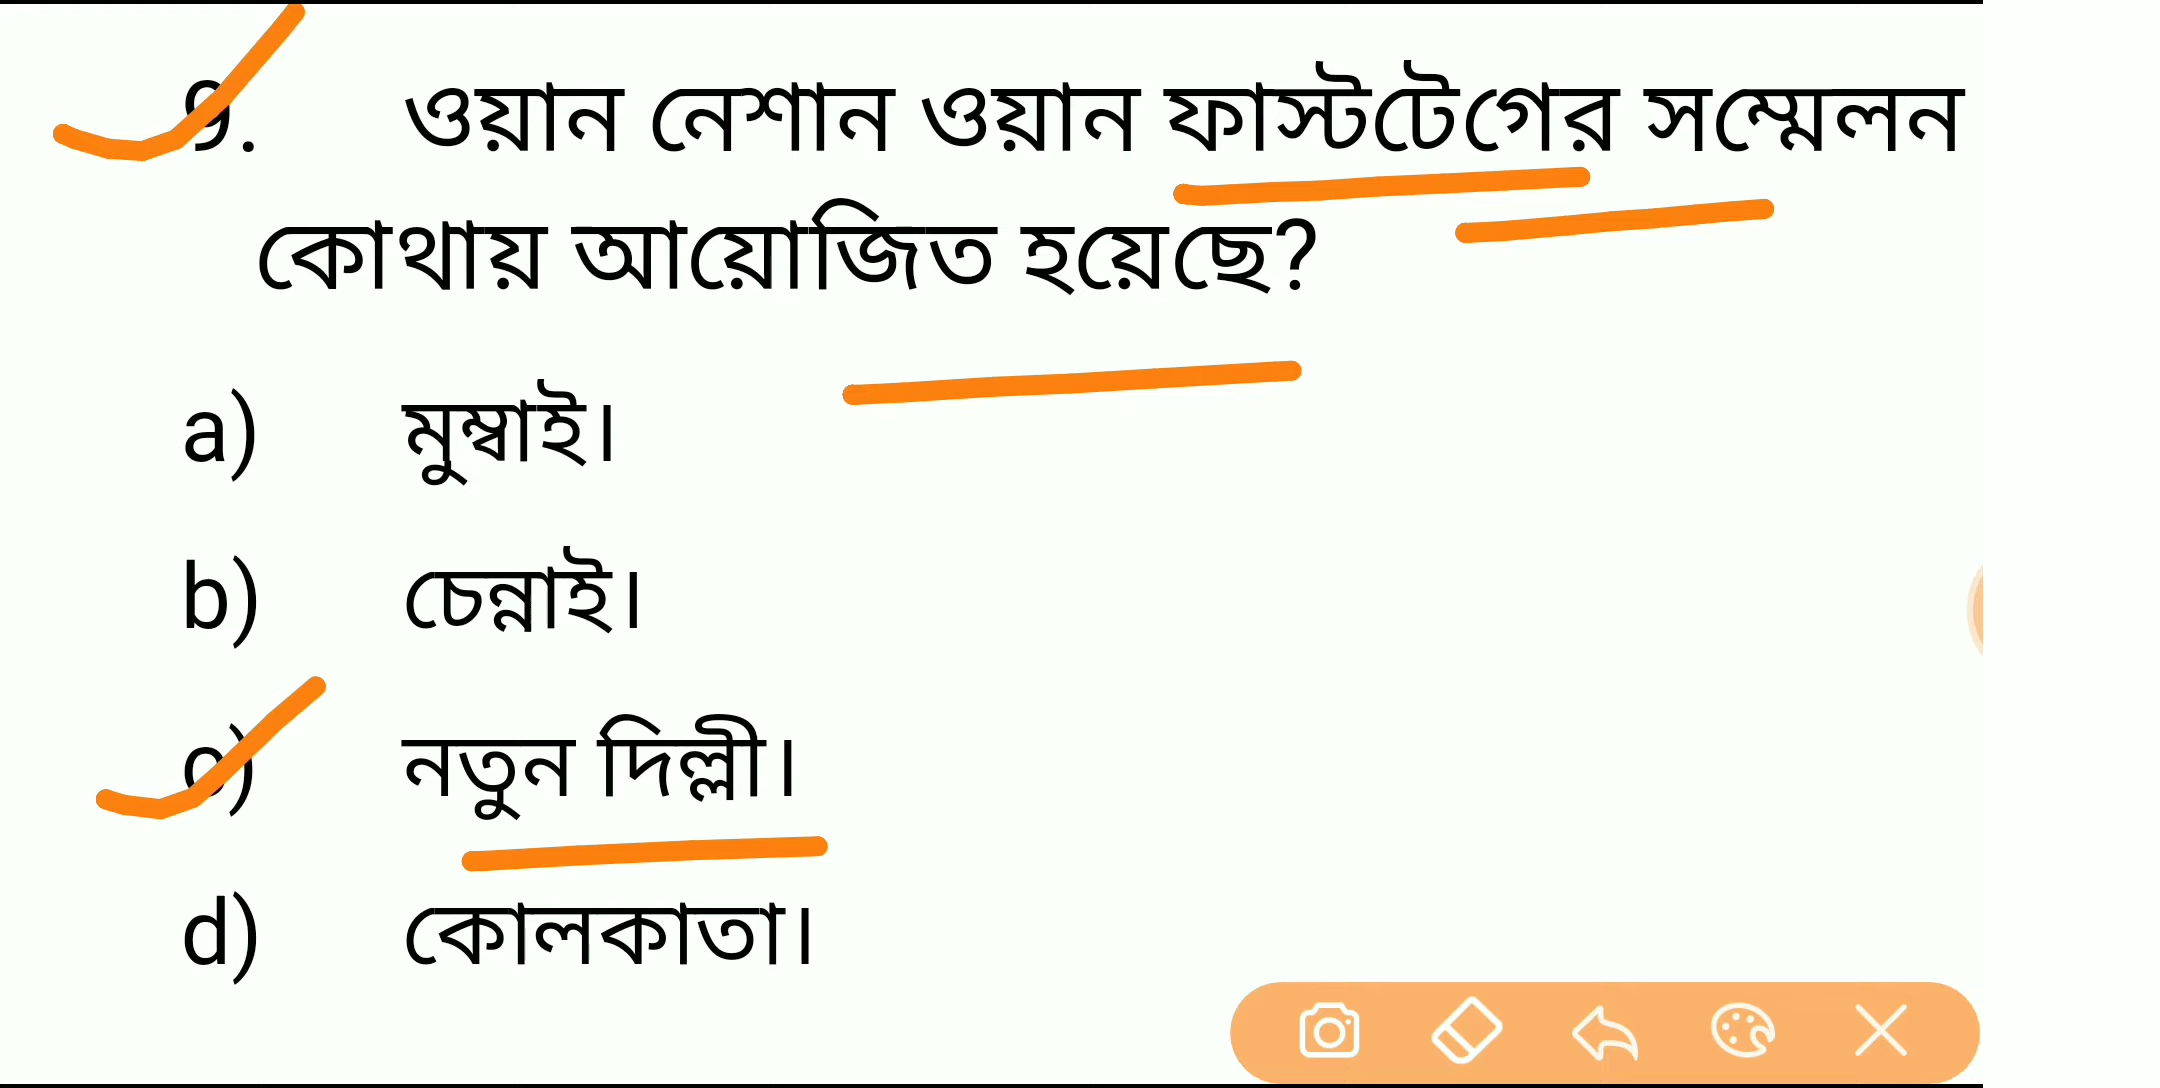 9. ওয়ান নেশান ওয়ান ফাস্টটেগের সম্মেলন
কোথায় আয়োজিত হয়েছে?
a) মুম্বাই।
b) চেন্নাই।
c) নতুন দিল্লী।
d) কোলকাতা।